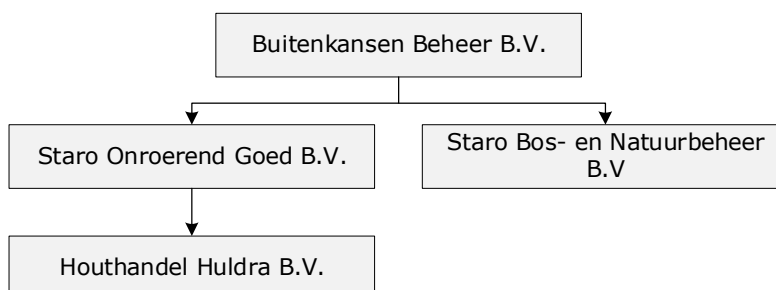 Buitenkansen Beheer B.V.
Staro Onroerend Goed B.V.
Staro Bos- en Natuurbeheer
B.V
Houthandel Huldra B.V.